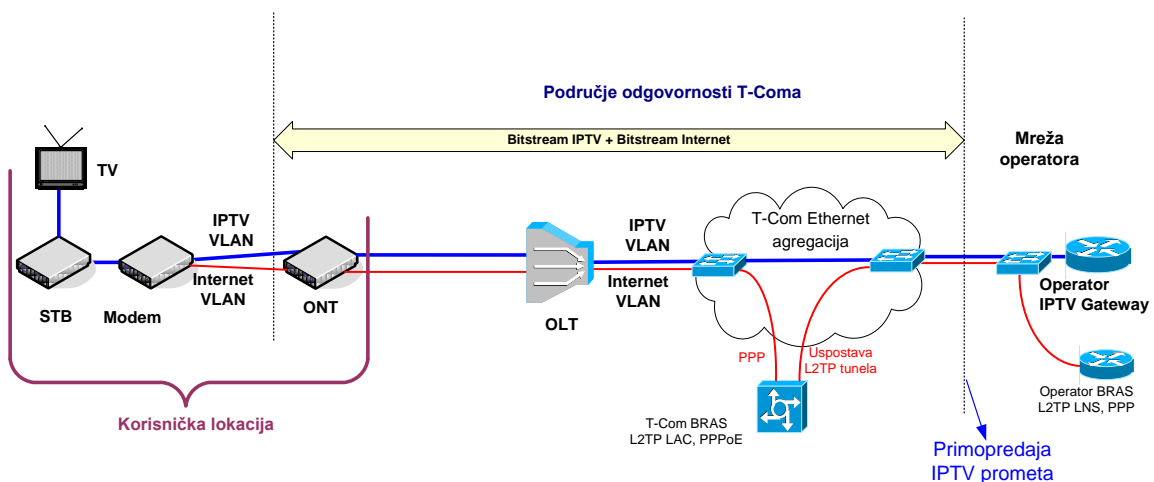 Područje odgovornosti T-Coma
Bitstream IPTV + Bitstream Internet
Mreža
operatora
TV
IPTV
VLAN
Internet
VLAN
STB
Modem
ONT
OLT
IPTV
VLAN
Internet
VLAN
T-Com Ethernet
agregacija
Operator
IPTV Gateway
PPP
Uspostava
L2TP tunela
T-Com BRAS
L2TP LAC, PPPoE
Operator BRAS
L2TP LNS, PPP
Korisnička lokacija
Primopredaja
IPTV prometa